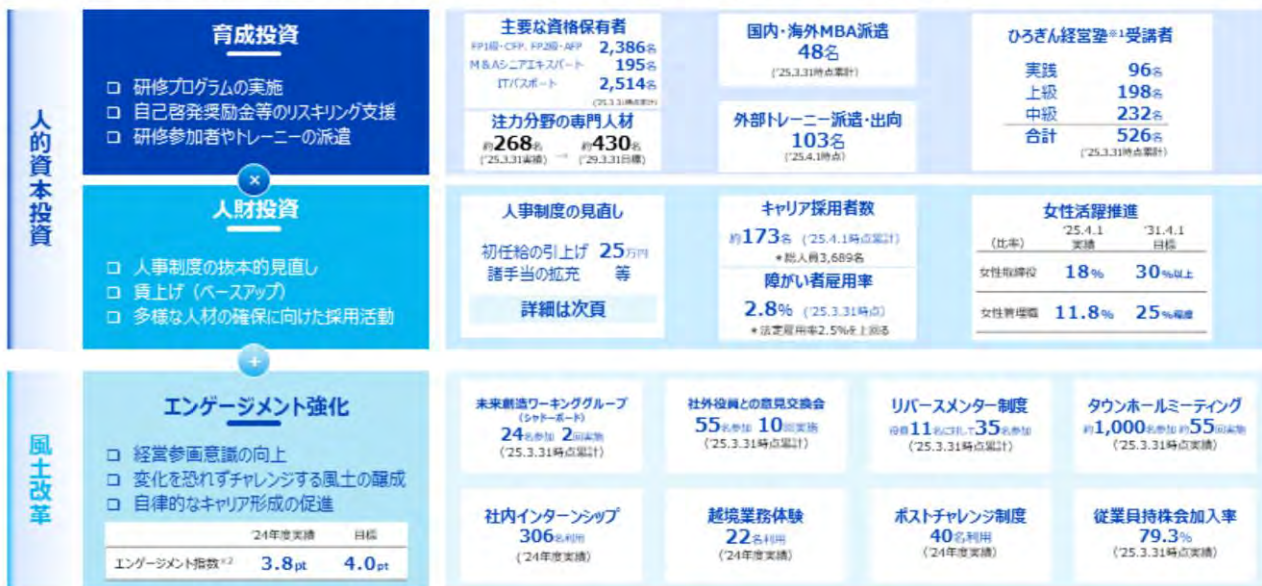 人的資本投資
育成投資
□ 研修プログラムの実施
□ 自己啓発奨励金等のリスキリング支援
□ 研修参加者やトレーニーの派遣
主要な資格保有者
FP1級・CFP、FP2級・AFP 2,386名
M&Aシニアエキスパート 195名
ITパスポート 2,514名
('25.3.31時点累計)
注力分野の専門人材
約268名 → 約430名
('25.3.31実績) ('29.3.31目標)
国内・海外MBA派遣
48名
('25.3.31時点累計)
外部トレーニー派遣・出向
103名
('25.4.1時点)
ひろぎん経営塾※1受講者
実践 96名
上級 198名
中級 232名
合計 526名
('25.3.31時点累計)
×
人財投資
□ 人事制度の抜本的見直し
□ 賃上げ（ベースアップ）
□ 多様な人材の確保に向けた採用活動
人事制度の見直し
初任給の引上げ 25万円
諸手当の拡充 等
詳細は次頁
キャリア採用者数
約173名 ('25.4.1時点累計)
*総人員3,689名
障がい者雇用率
2.8% ('25.3.31時点)
*法定雇用率2.5%を上回る
女性活躍推進
(比率) '25.4.1実績 '31.4.1目標
女性取締役 18% 30%以上
女性管理職 11.8% 25%程度
+
風土改革
エンゲージメント強化
□ 経営参画意識の向上
□ 変化を恐れずチャレンジする風土の醸成
□ 自律的なキャリア形成の促進
'24年度実績 目標
エンゲージメント指数※2 3.8pt 4.0pt
未来創造ワーキンググループ
(シャドーボード)
24名参加 2回実施
('25.3.31時点累計)
社外役員との意見交換会
55名参加 10回実施
('25.3.31時点累計)
リバースメンター制度
役員11名に対して35名参加
('25.3.31時点累計)
タウンホールミーティング
約1,000名参加 約55回実施
('25.3.31時点実績)
社内インターンシップ
306名利用
('24年度実績)
越境業務体験
22名利用
('24年度実績)
ポストチャレンジ制度
40名利用
('24年度実績)
従業員持株会加入率
79.3%
('25.3.31時点実績)